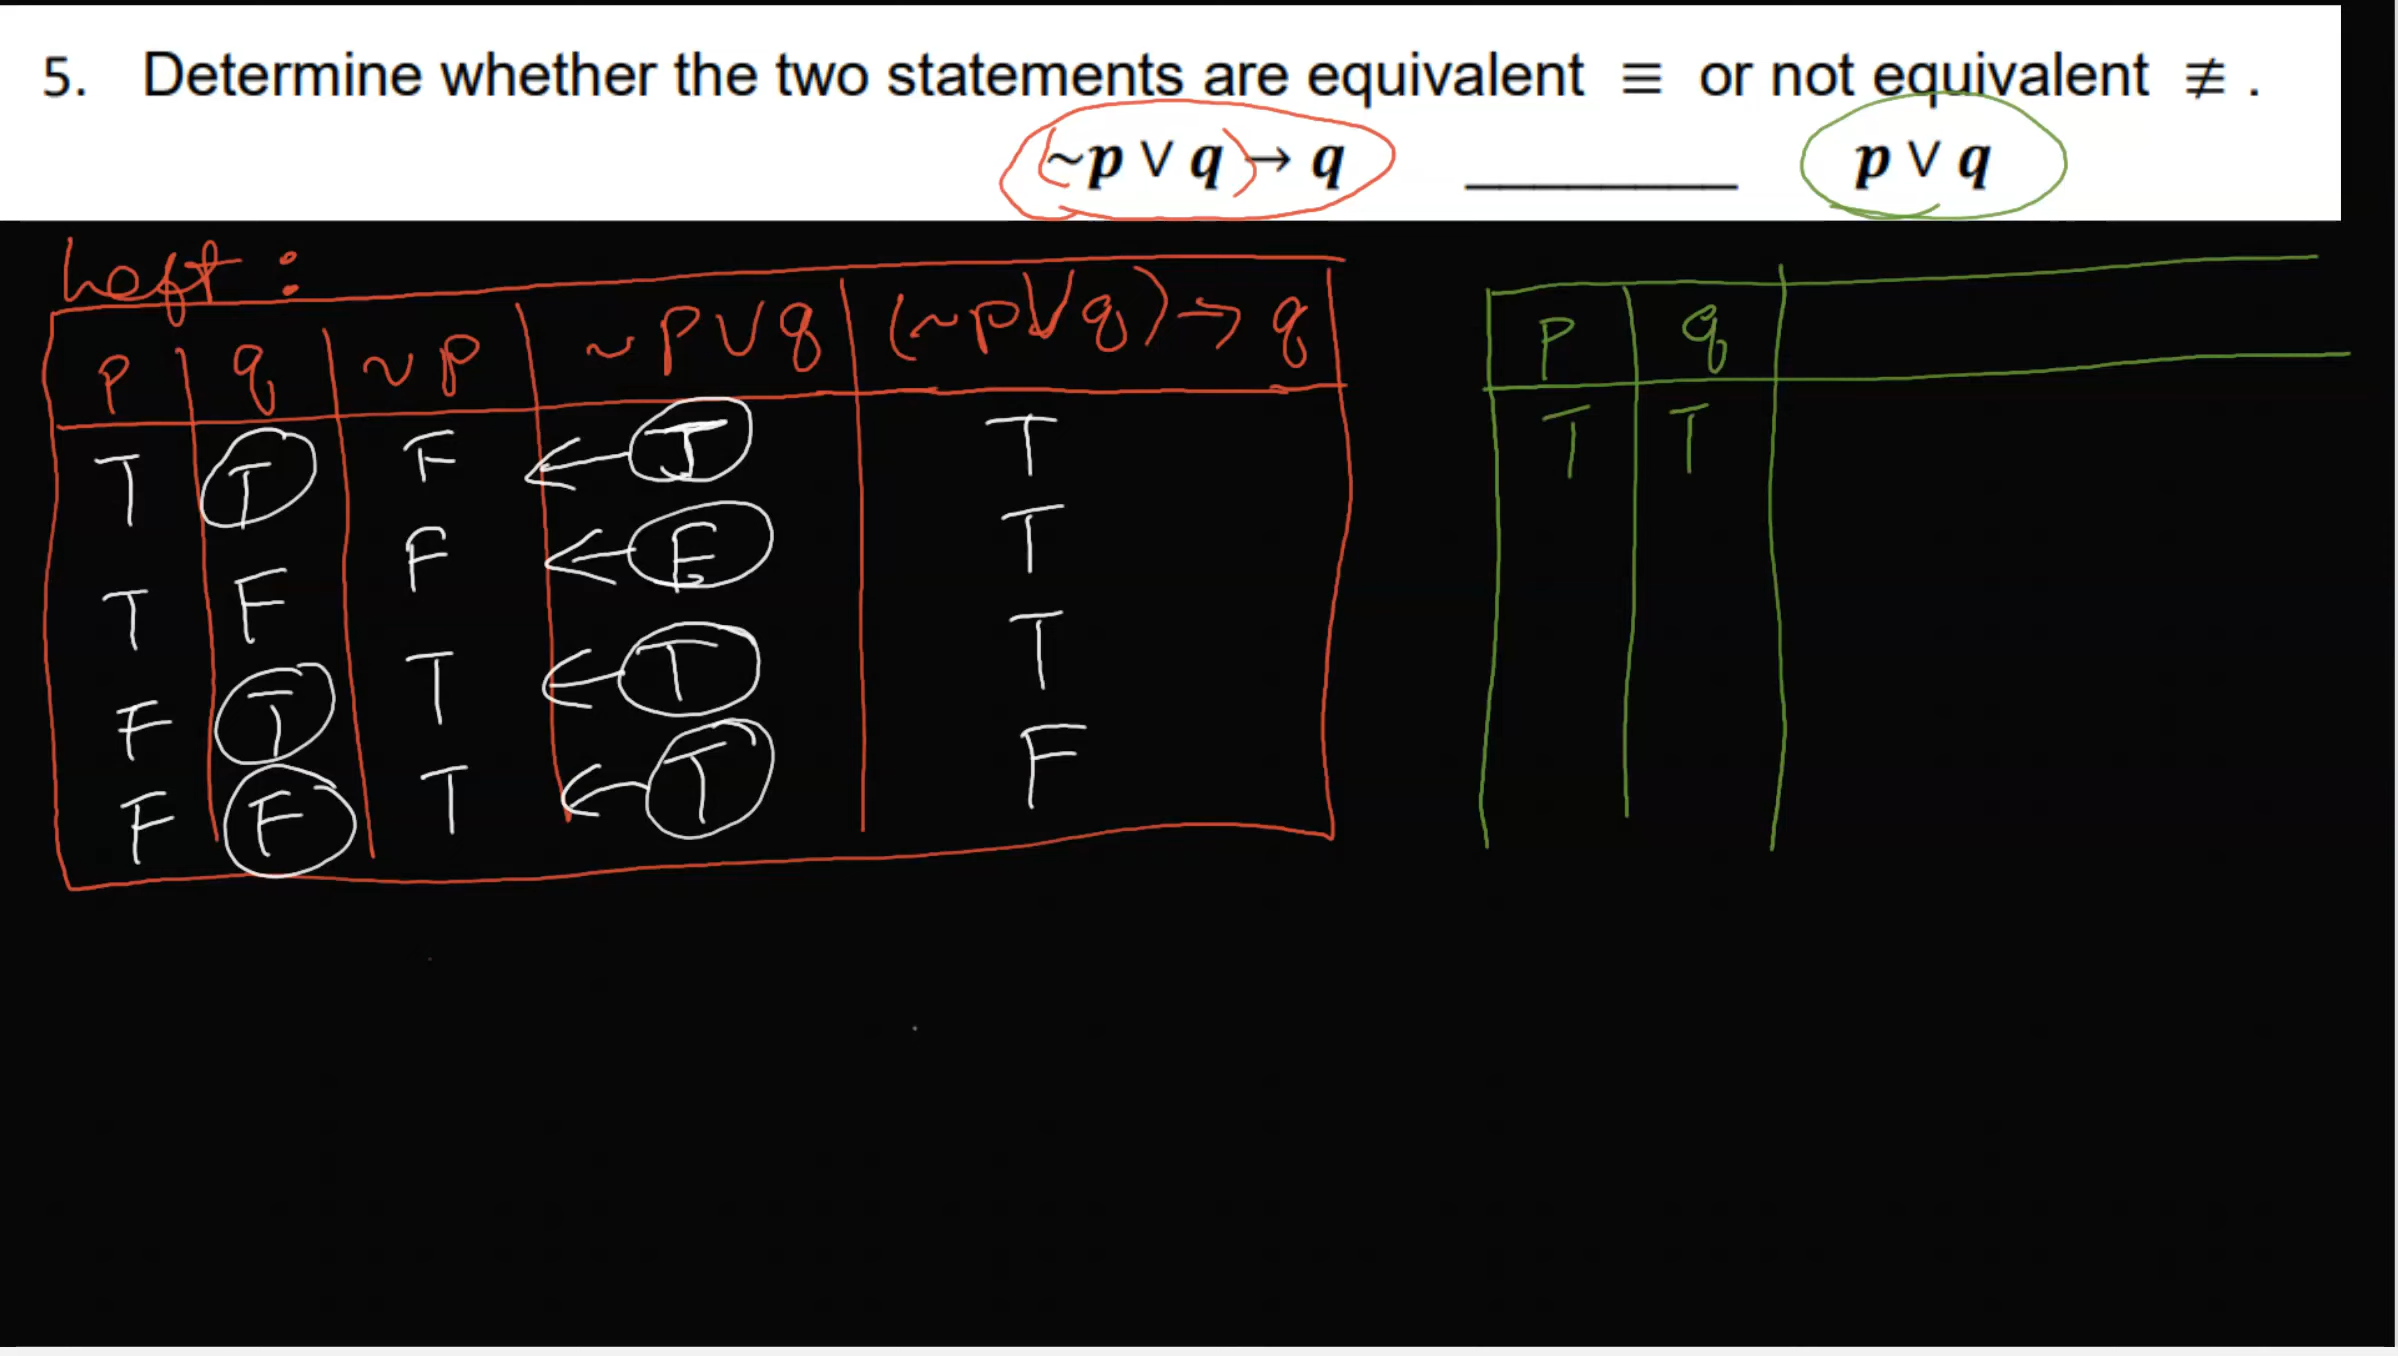 5. Determine whether the two statements are equivalent ≡ or not equivalent ≢ .
(~p ∨ q) → q ________ p ∨ q
Left :
p q ~p ~p∨q (~p∨q)→q
T T F T T
T F F F T
F T T T T
F F T T F
p q
T T